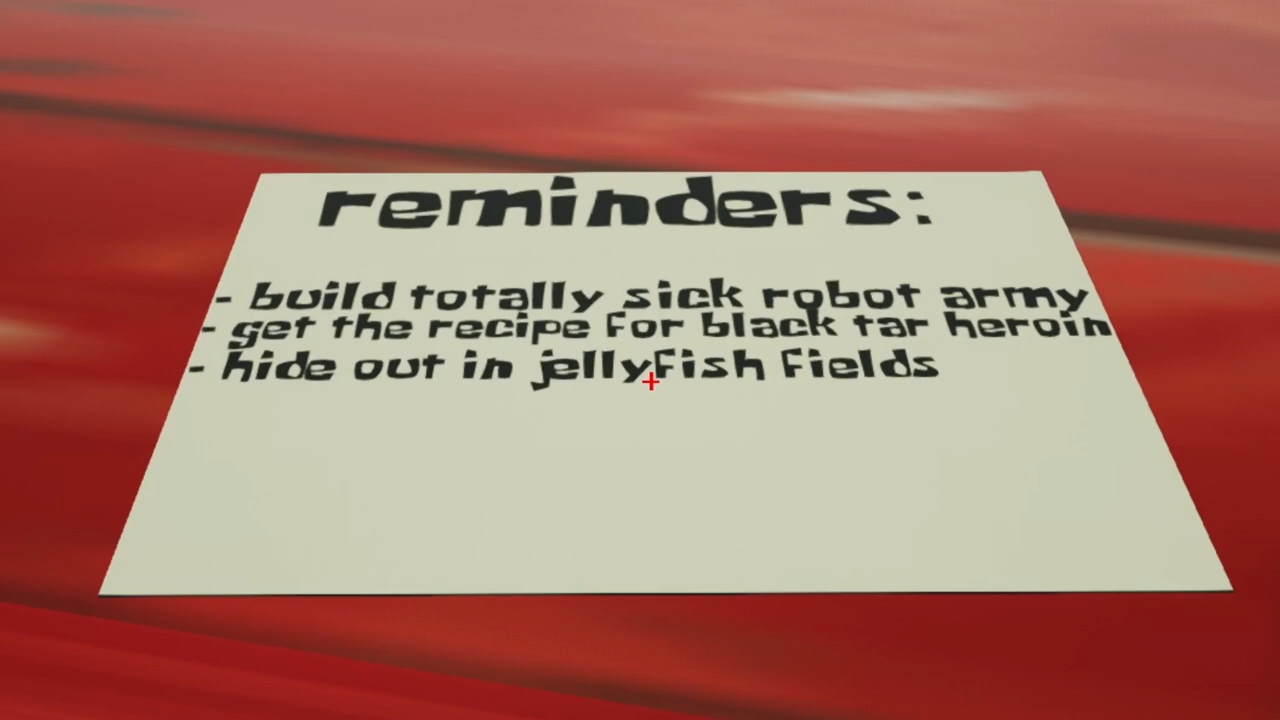 reminders:
- build totally sick robot army
- get the recipe for black tar heroin
- hide out in jellyfish fields